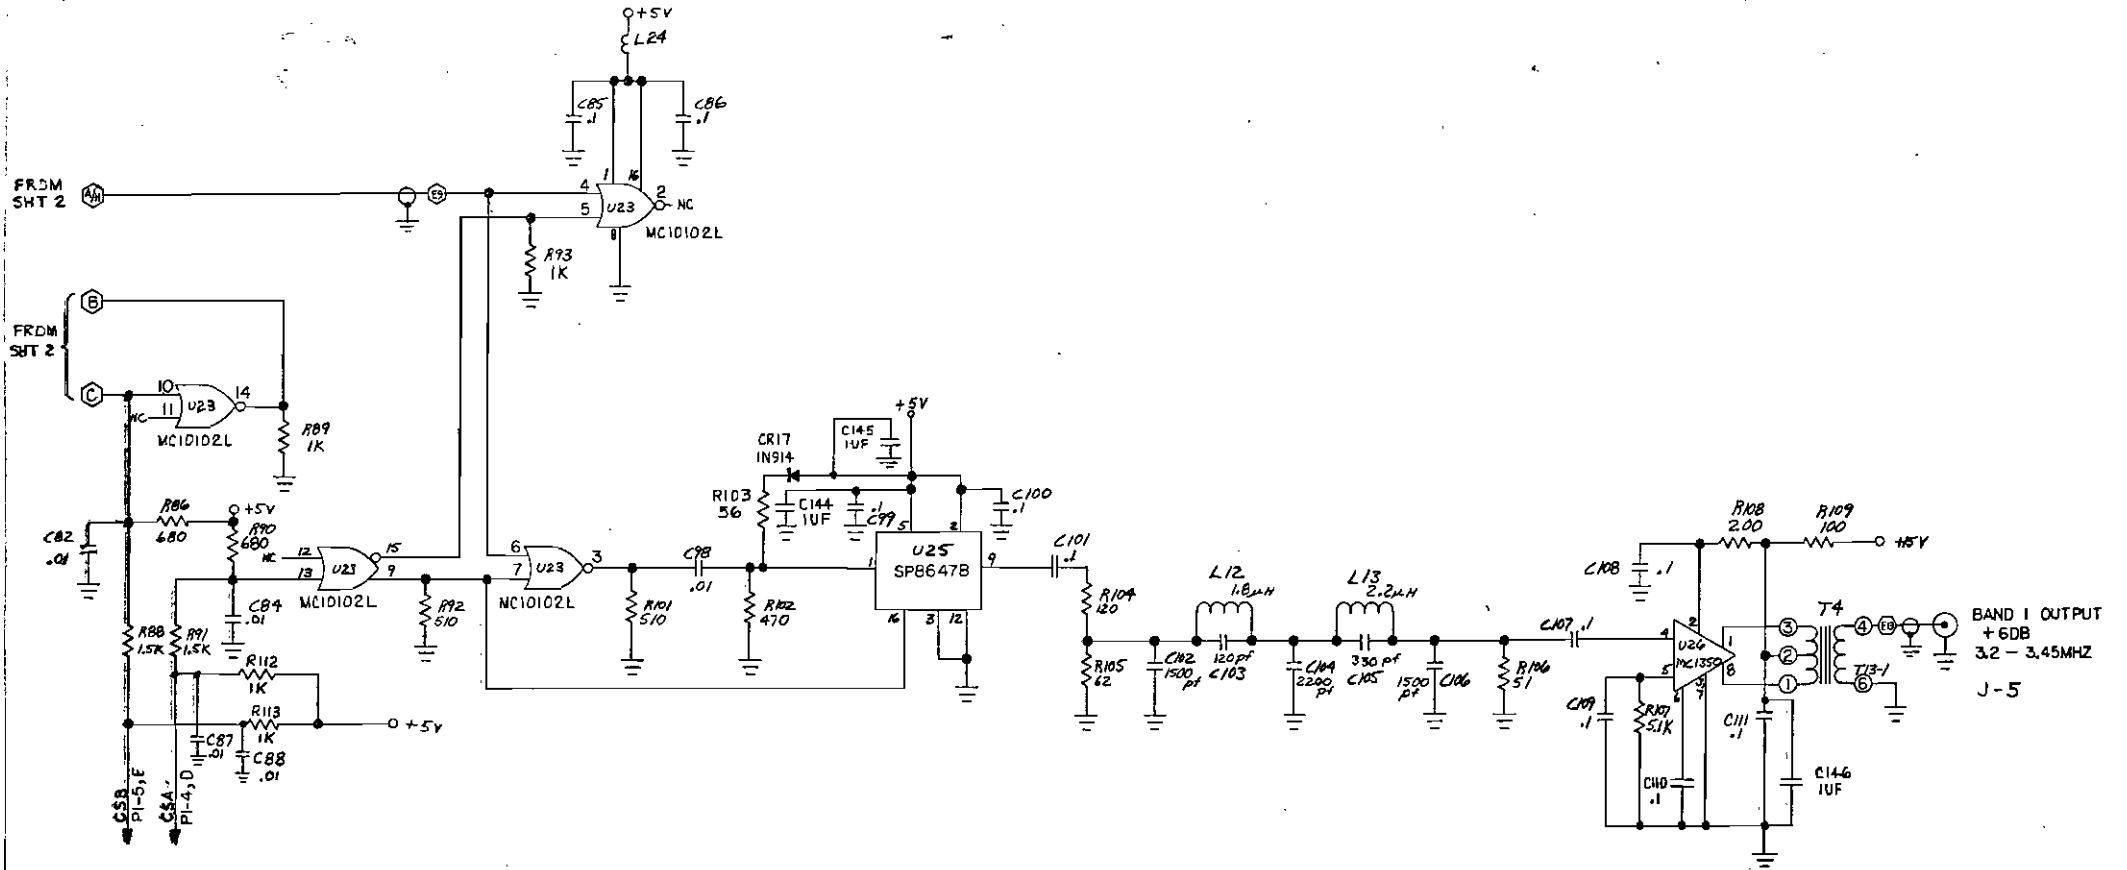 +5V
L24
C85
.1
C86
.1
FROM
SHT 2
A/H
E9
4
5
1
16
2
NC
8
U23
MC10102L
R93
1K
B
FROM
SHT 2
C
10
11
NC
14
U23
MC10102L
R89
1K
C82
.01
R86
680
+5V
R90
680
NC
12
13
15
9
U23
MC10102L
C84
.01
R88
1.5K
R91
1.5K
R112
1K
R113
1K
+5V
C87
.01
C88
.01
CSB
P1-5,E
CSA
P1-4,D
R92
510
6
7
3
U23
MC10102L
R101
510
C98
.01
R102
470
R103
56
CR17
1N914
C145
1UF
+5V
C144
1UF
.1
C99
C100
.1
5
2
1
9
U25
SP8647B
16
3
12
C101
.1
R104
120
R105
62
L12
1.8µH
C102
1500
pf
120pf
C103
C104
2200
pf
L13
2.2µH
330 pf
C105
1500
pf
C106
R106
51
C107 .1
C108
.1
R108
200
R109
100
+15V
4
5
2
1
8
6
7
U26
MC1350
C109
.1
R107
5.1K
C110
.1
C111
.1
C146
1UF
T4
3
2
1
4
T13-1
6
E13
BAND 1 OUTPUT
+6DB
3.2 - 3.45MHZ
J-5